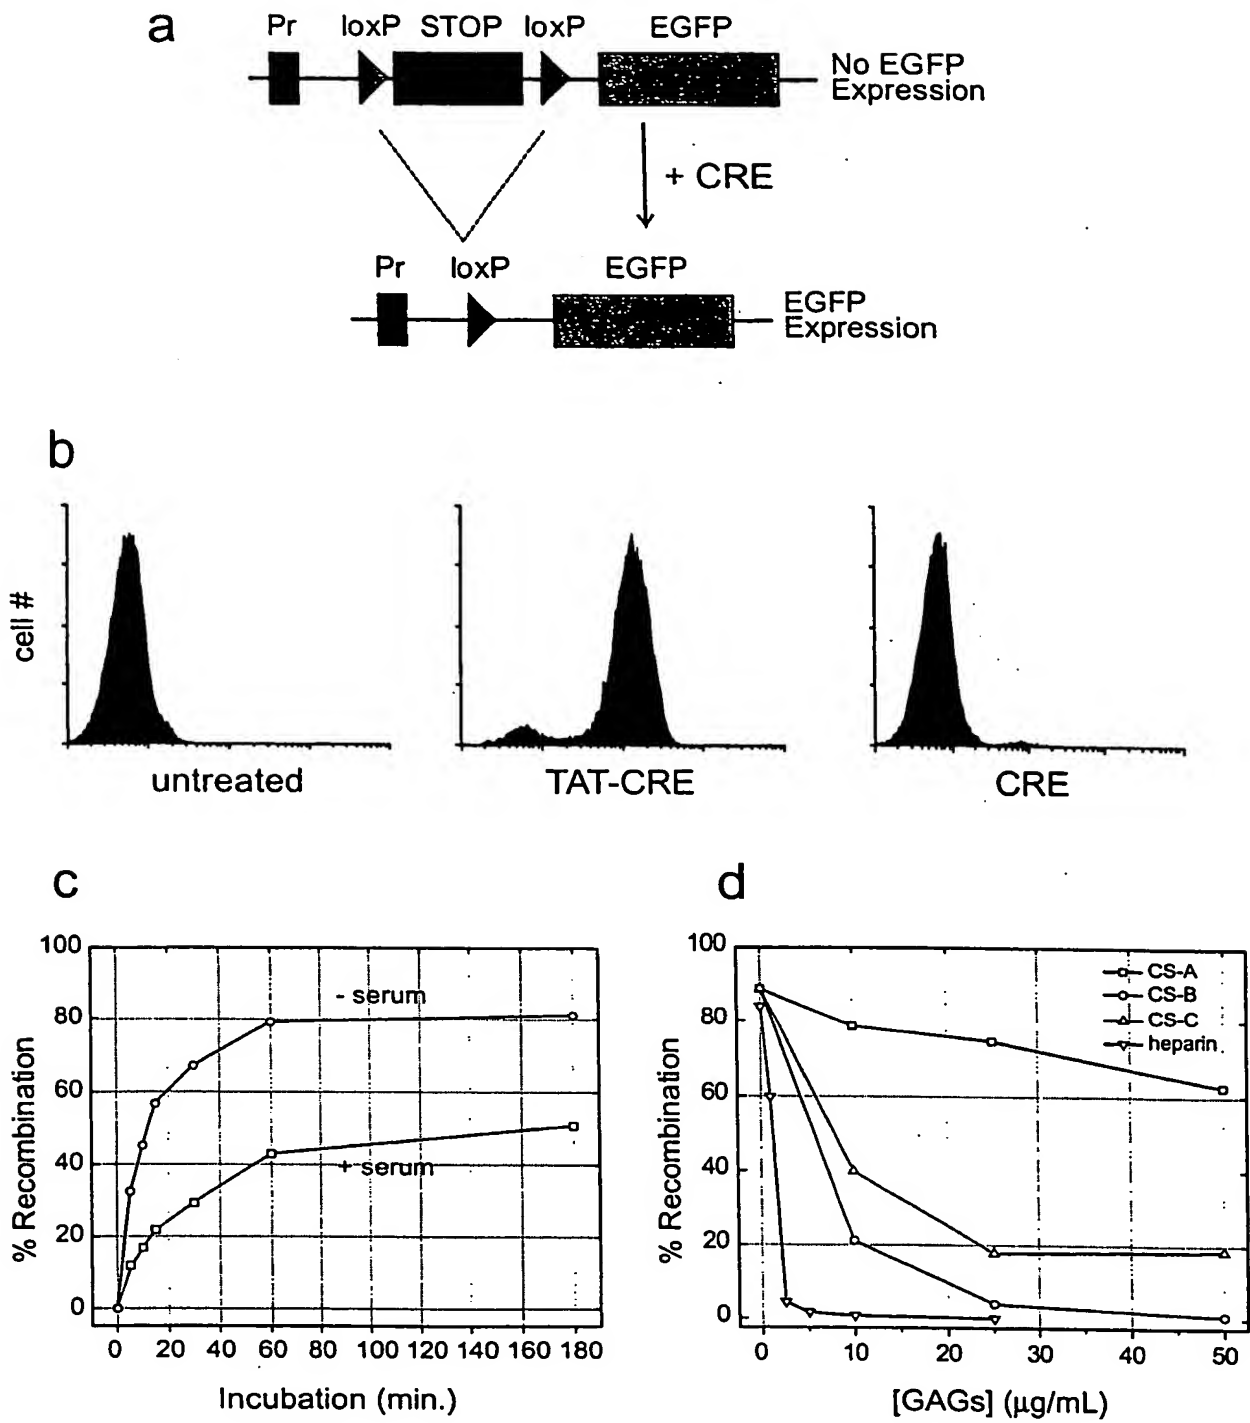 a
Pr loxP STOP loxP EGFP
No EGFP
Expression
+ CRE
Pr loxP EGFP
EGFP
Expression
b
cell #
untreated
TAT-CRE
CRE
c
% Recombination
100
80
60
40
20
0
- serum
+ serum
0 20 40 60 80 100 120 140 160 180
Incubation (min.)
d
% Recombination
100
80
60
40
20
0
CS-A
CS-B
CS-C
heparin
0 10 20 30 40 50
[GAGs] (µg/mL)